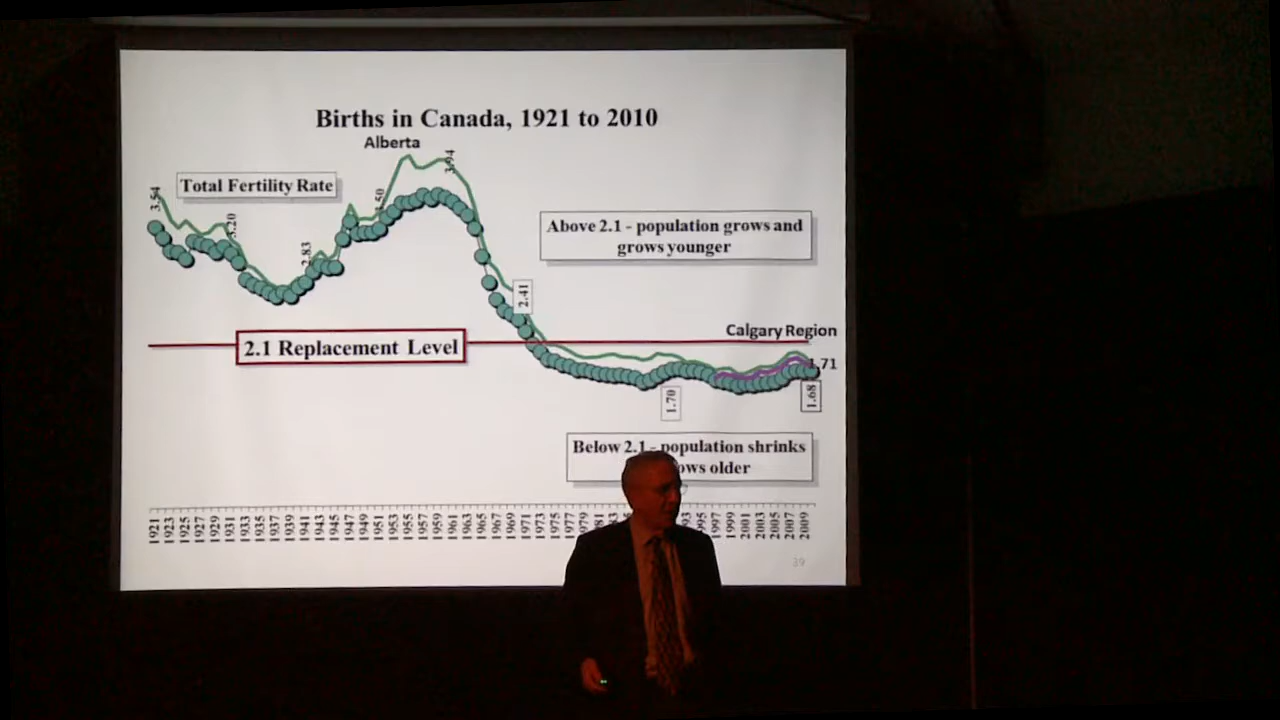 Births in Canada, 1921 to 2010
Alberta
Total Fertility Rate
3.54
3.20
2.83
.50
3.94
2.41
Above 2.1 - population grows and
grows younger
2.1 Replacement Level
Calgary Region
1.71
1.70
1.68
Below 2.1 - population shrinks
ows older
1921 1923 1925 1927 1929 1931 1933 1935 1937 1939 1941 1943 1945 1947 1949 1951 1953 1955 1957 1959 1961 1963 1965 1967 1969 1971 1973 1975 1977 1979 1981 1997 1999 2001 2003 2005 2007 2009
39